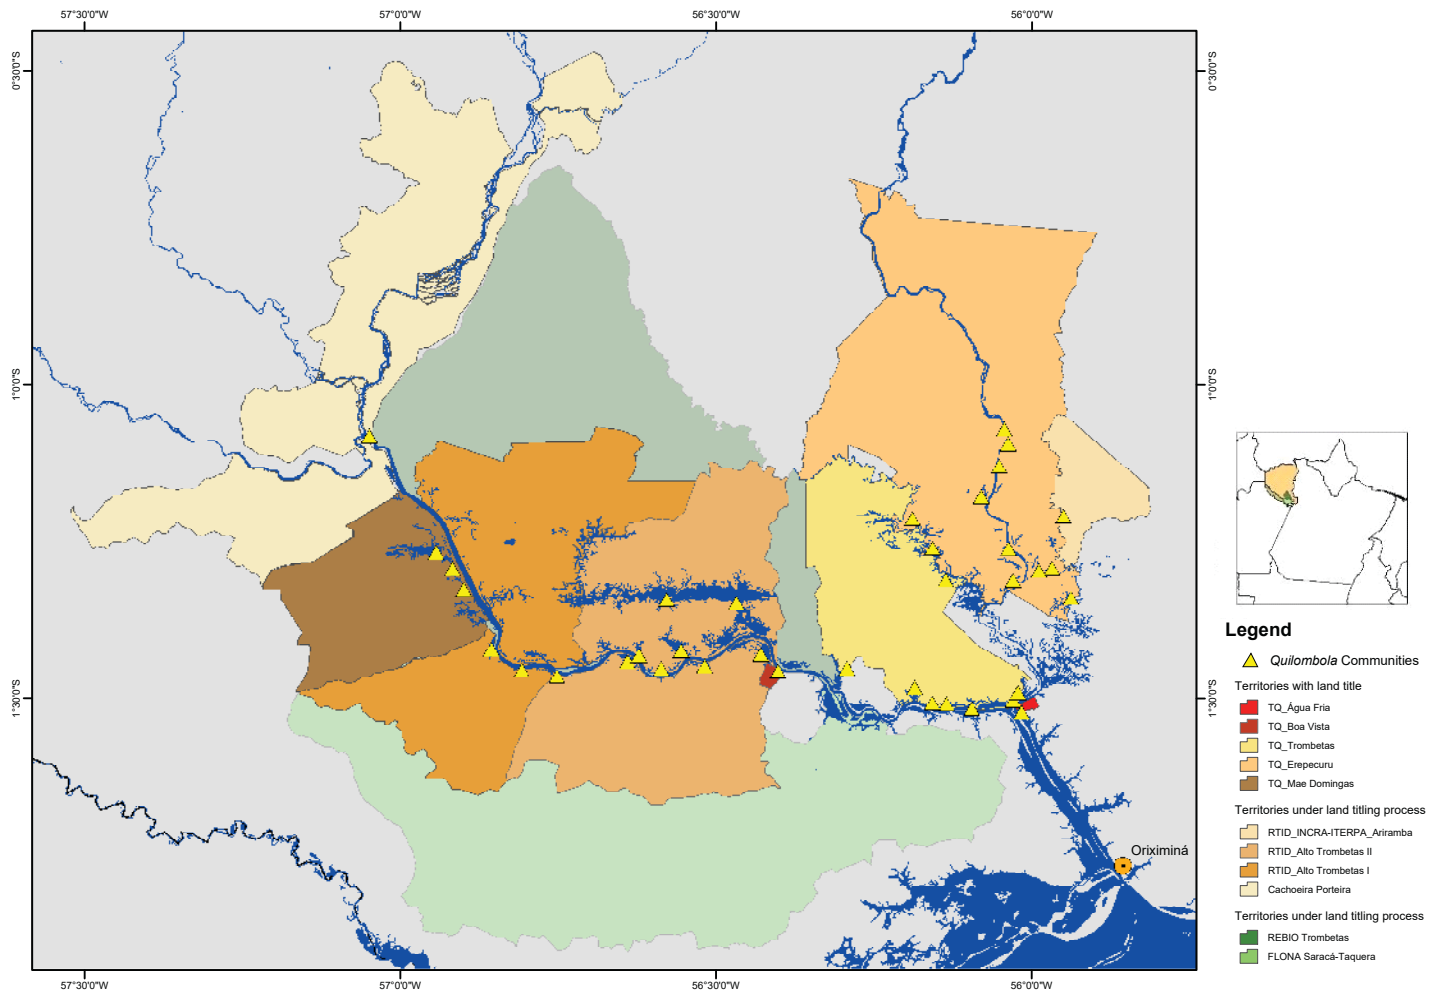 57°30'0"W 57°0'0"W 56°30'0"W 56°0'0"W
0°30'0"S 0°30'0"S
1°0'0"S 1°0'0"S
1°30'0"S 1°30'0"S
Oriximiná
57°30'0"W 57°0'0"W 56°30'0"W 56°0'0"W
Legend
Quilombola Communities
Territories with land title
TQ_Água Fria
TQ_Boa Vista
TQ_Trombetas
TQ_Erepecuru
TQ_Mae Domingas
Territories under land titling process
RTID_INCRA-ITERPA_Ariramba
RTID_Alto Trombetas II
RTID_Alto Trombetas I
Cachoeira Porteira
Territories under land titling process
REBIO Trombetas
FLONA Saracá-Taquera